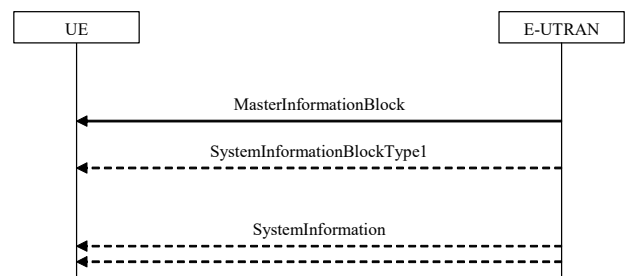 UE
E-UTRAN
MasterInformationBlock
SystemInformationBlockType1
SystemInformation